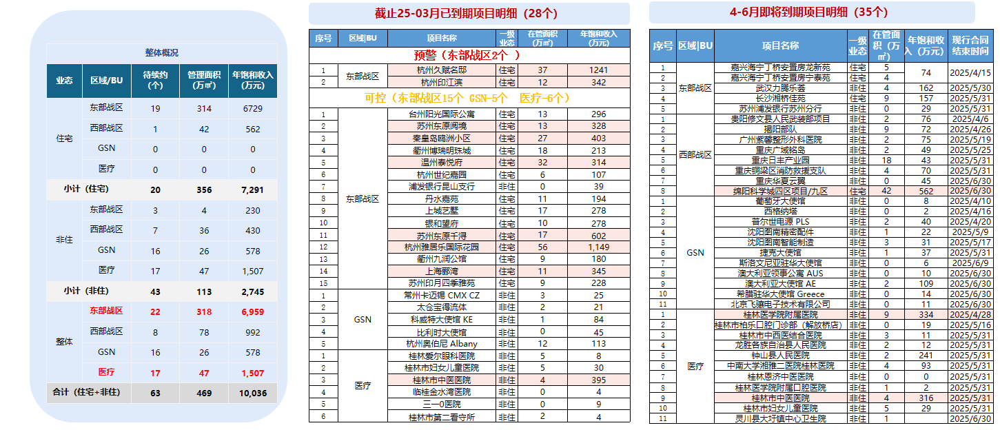 整体概况
业态 区域/BU 待续约(个) 管理面积(万㎡) 年饱和收入(万元)
住宅 东部战区 19 314 6729
西部战区 1 42 562
GSN 0 0 0
医疗 0 0 0
小计(住宅) 20 356 7,291
非住 东部战区 3 4 230
西部战区 7 36 430
GSN 16 26 578
医疗 17 47 1,507
小计(非住) 43 113 2,745
整体 东部战区 22 318 6,959
西部战区 8 78 992
GSN 16 26 578
医疗 17 47 1,507
合计(住宅+非住) 63 469 10,036
截止25-03月已到期项目明细(28个)
序号 区域|BU 项目名称 一级业态 在管面积(万㎡) 年饱和收入(万元)
预警(东部战区2个 )
东部战区
1 杭州久赋名邸 住宅 37 1241
2 杭州印江滨 住宅 12 342
可控(东部战区15个 GSN-5个 医疗-6个)
东部战区
1 台州阳光国际公寓 住宅 13 296
2 苏州东原阅境 住宅 13 328
3 秦皇岛鸥洲小区 住宅 27 403
4 衢州博瑞明珠城 住宅 18 213
5 温州泰悦府 住宅 32 314
6 杭州世纪嘉园 住宅 6 107
7 浦发银行昆山支行 非住 0 39
8 丹水嘉苑 住宅 11 194
9 上城艺墅 住宅 17 278
10 银和望府 住宅 10 278
11 苏州东原千浔 住宅 17 602
12 杭州雅居乐国际花园 住宅 56 1,149
13 衢州九润公馆 住宅 9 180
14 上海郦湾 住宅 11 345
15 苏州印月四季雅苑 住宅 9 228
GSN
1 常州卡迈锡 CMX CZ 非住 3 25
2 太仓宝得流体 非住 2 21
3 科威特大使馆 KE 非住 1 84
4 比利时大使馆 非住 0 45
5 杭州奥伯尼 Albany 非住 12 113
医疗
1 桂林爱尔眼科医院 非住 5 8
2 桂林市妇女儿童医院 非住 5 30
3 桂林市中医医院 非住 4 395
4 临桂金水湾医院 非住 0 4
5 三一0医院 非住 0 9
6 桂林市第二看守所 非住 2 4
4-6月即将到期项目明细(35个)
序号 区域|BU 项目名称 一级业态 在管面积(万㎡) 年饱和收入(万元) 现行合同结束时间
东部战区
1 嘉兴海宁丁桥安置房龙新苑 住宅 5 74 2025/4/15
2 嘉兴海宁丁桥安置房宁泰苑 住宅 4
3 武汉力腾乐荟 非住 4 162 2025/5/30
4 长沙湘桥佳苑 住宅 9 157 2025/5/31
5 苏州浦发银行苏州分行 非住 0 29 2025/5/31
西部战区
1 贵阳修文县人民武装部项目 非住 2 76 2025/4/6
2 揭阳部队 非住 9 72 2025/4/26
3 广州紫馨整形外科医院 非住 2 75 2025/5/19
4 重庆广域铭岛 非住 2 49 2025/5/25
5 重庆日丰产业园 非住 18 43 2025/5/31
6 重庆铜梁区消防救援支队 非住 4 70 2025/5/31
7 重庆华夏云翼 非住 0 45 2025/6/30
8 绵阳科学城四区项目/九区 住宅 42 562 2025/6/30
GSN
1 葡萄牙大使馆 非住 0 8 2025/4/10
2 西格纳塔 非住 0 2 2025/4/16
3 普尔世电源 PLS 非住 2 40 2025/4/20
4 沈阳图南精密配件 非住 1 22 2025/5/9
5 沈阳图南智能制造 非住 3 31 2025/5/17
6 捷克大使馆 非住 1 37 2025/5/31
7 斯洛文尼亚驻华大使馆 非住 0 6 2025/6/9
8 澳大利亚领事公寓 AUS 非住 0 10 2025/6/30
9 澳大利亚大使馆 AE 非住 2 109 2025/6/30
10 希腊驻华大使馆 Greece 非住 0 14 2025/6/30
11 北京飞骧电子技术有限公司 非住 0 11 2025/6/30
医疗
1 桂林医学院附属医院 非住 9 334 2025/4/28
2 桂林市柏乐口腔门诊部(解放桥店) 非住 0 19 2025/5/16
3 桂林市中西医结合医院 非住 3 11 2025/5/31
4 龙胜各族自治县人民医院 非住 2 12 2025/5/31
5 钟山县人民医院 非住 2 241 2025/5/31
6 中南大学湘雅二医院桂林医院 非住 4 93 2025/5/31
7 桂林恩济中医医院 非住 0 0 2025/5/31
8 桂林医学院附属口腔医院 非住 1 2 2025/5/31
9 桂林市中医医院 非住 4 316 2025/5/31
10 桂林市妇女儿童医院 非住 5 29 2025/5/31
11 灵川县大圩镇中心卫生院 非住 1 2025/6/30